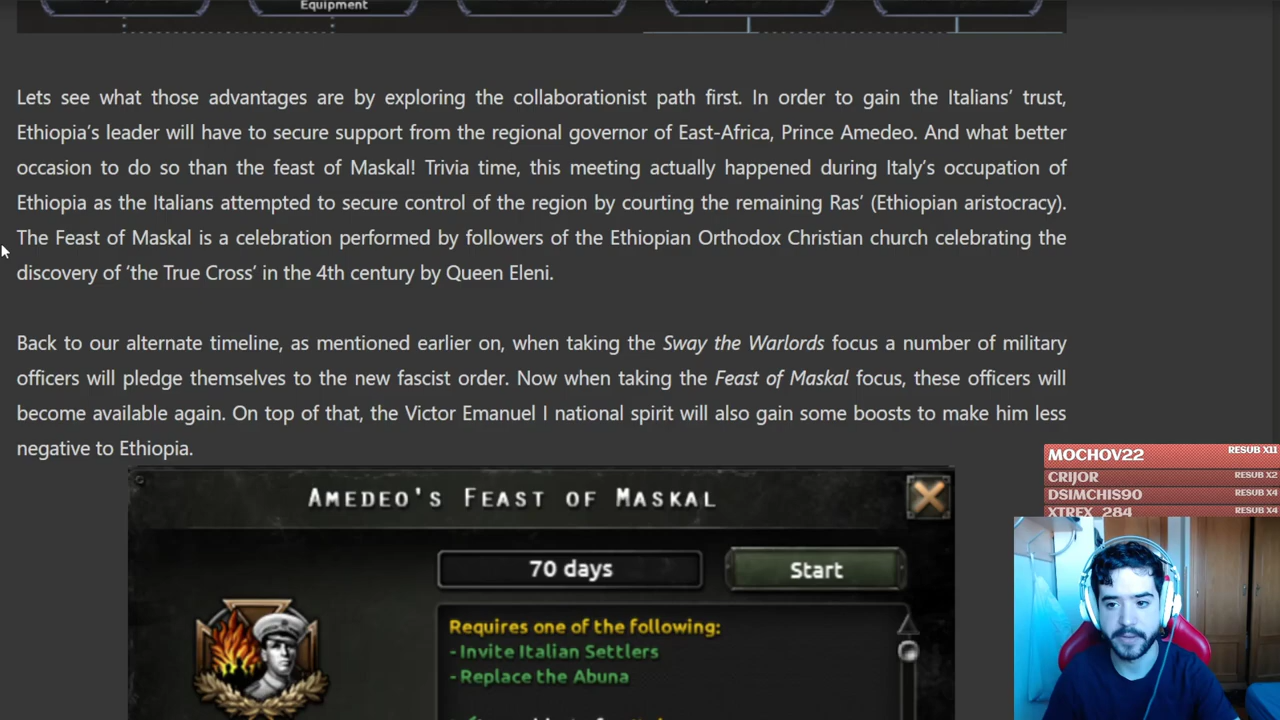 Equipment
Lets see what those advantages are by exploring the collaborationist path first. In order to gain the Italians’ trust,
Ethiopia’s leader will have to secure support from the regional governor of East-Africa, Prince Amedeo. And what better
occasion to do so than the feast of Maskal! Trivia time, this meeting actually happened during Italy’s occupation of
Ethiopia as the Italians attempted to secure control of the region by courting the remaining Ras’ (Ethiopian aristocracy).
The Feast of Maskal is a celebration performed by followers of the Ethiopian Orthodox Christian church celebrating the
discovery of ‘the True Cross’ in the 4th century by Queen Eleni.
Back to our alternate timeline, as mentioned earlier on, when taking the Sway the Warlords focus a number of military
officers will pledge themselves to the new fascist order. Now when taking the Feast of Maskal focus, these officers will
become available again. On top of that, the Victor Emanuel I national spirit will also gain some boosts to make him less
negative to Ethiopia.
AMEDEO'S FEAST OF MASKAL
70 days
Start
Requires one of the following:
- Invite Italian Settlers
- Replace the Abuna
MOCHOV22 RESUB X11
CRIJOR RESUB X2
DSIMCHIS90 RESUB X4
XTREX_284 RESUB X4